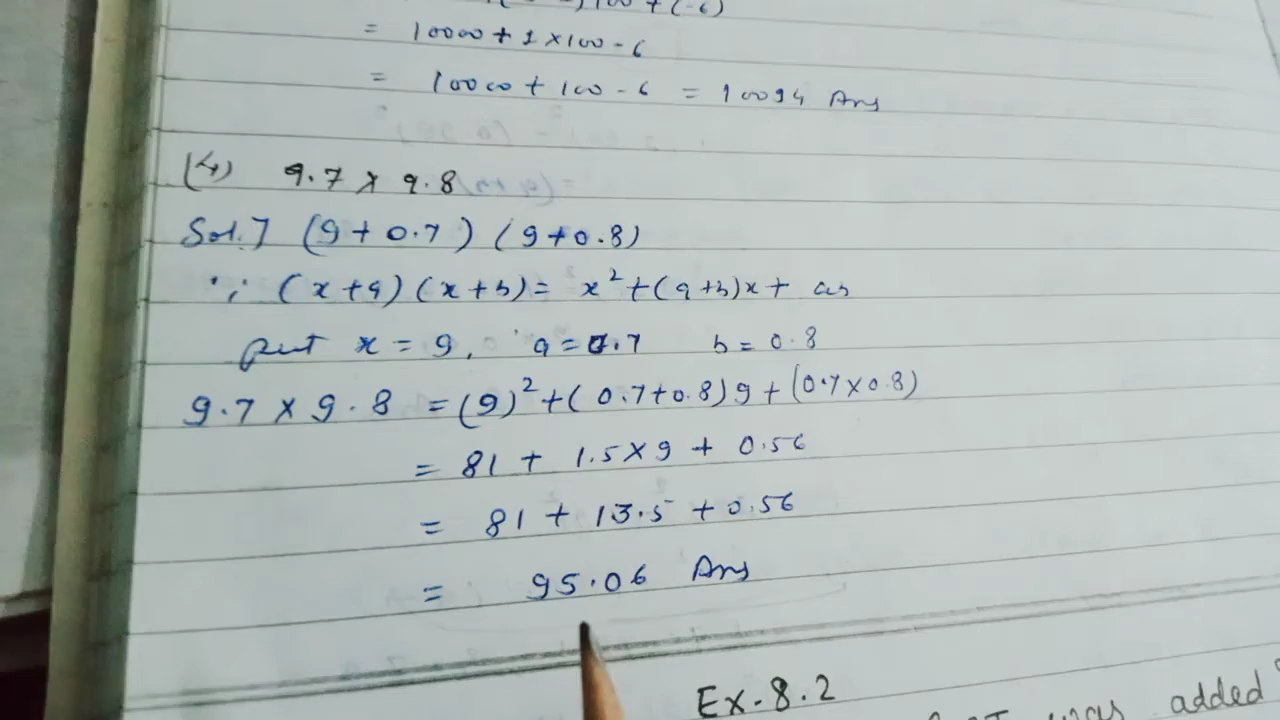 100 + (-6)
= 10000 + 1 × 100 - 6
= 10000 + 100 - 6 = 10094 Ans
(4) 9.7 × 9.8
Sol.] (9 + 0.7) (9 + 0.8)
∵ (x + a) (x + b) = x² + (a + b)x + ab
put x = 9, a = 0.7 b = 0.8
9.7 × 9.8 = (9)² + (0.7 + 0.8) 9 + (0.7 × 0.8)
= 81 + 1.5 × 9 + 0.56
= 81 + 13.5 + 0.56
= 95.06 Ans
Ex-8.2
was added